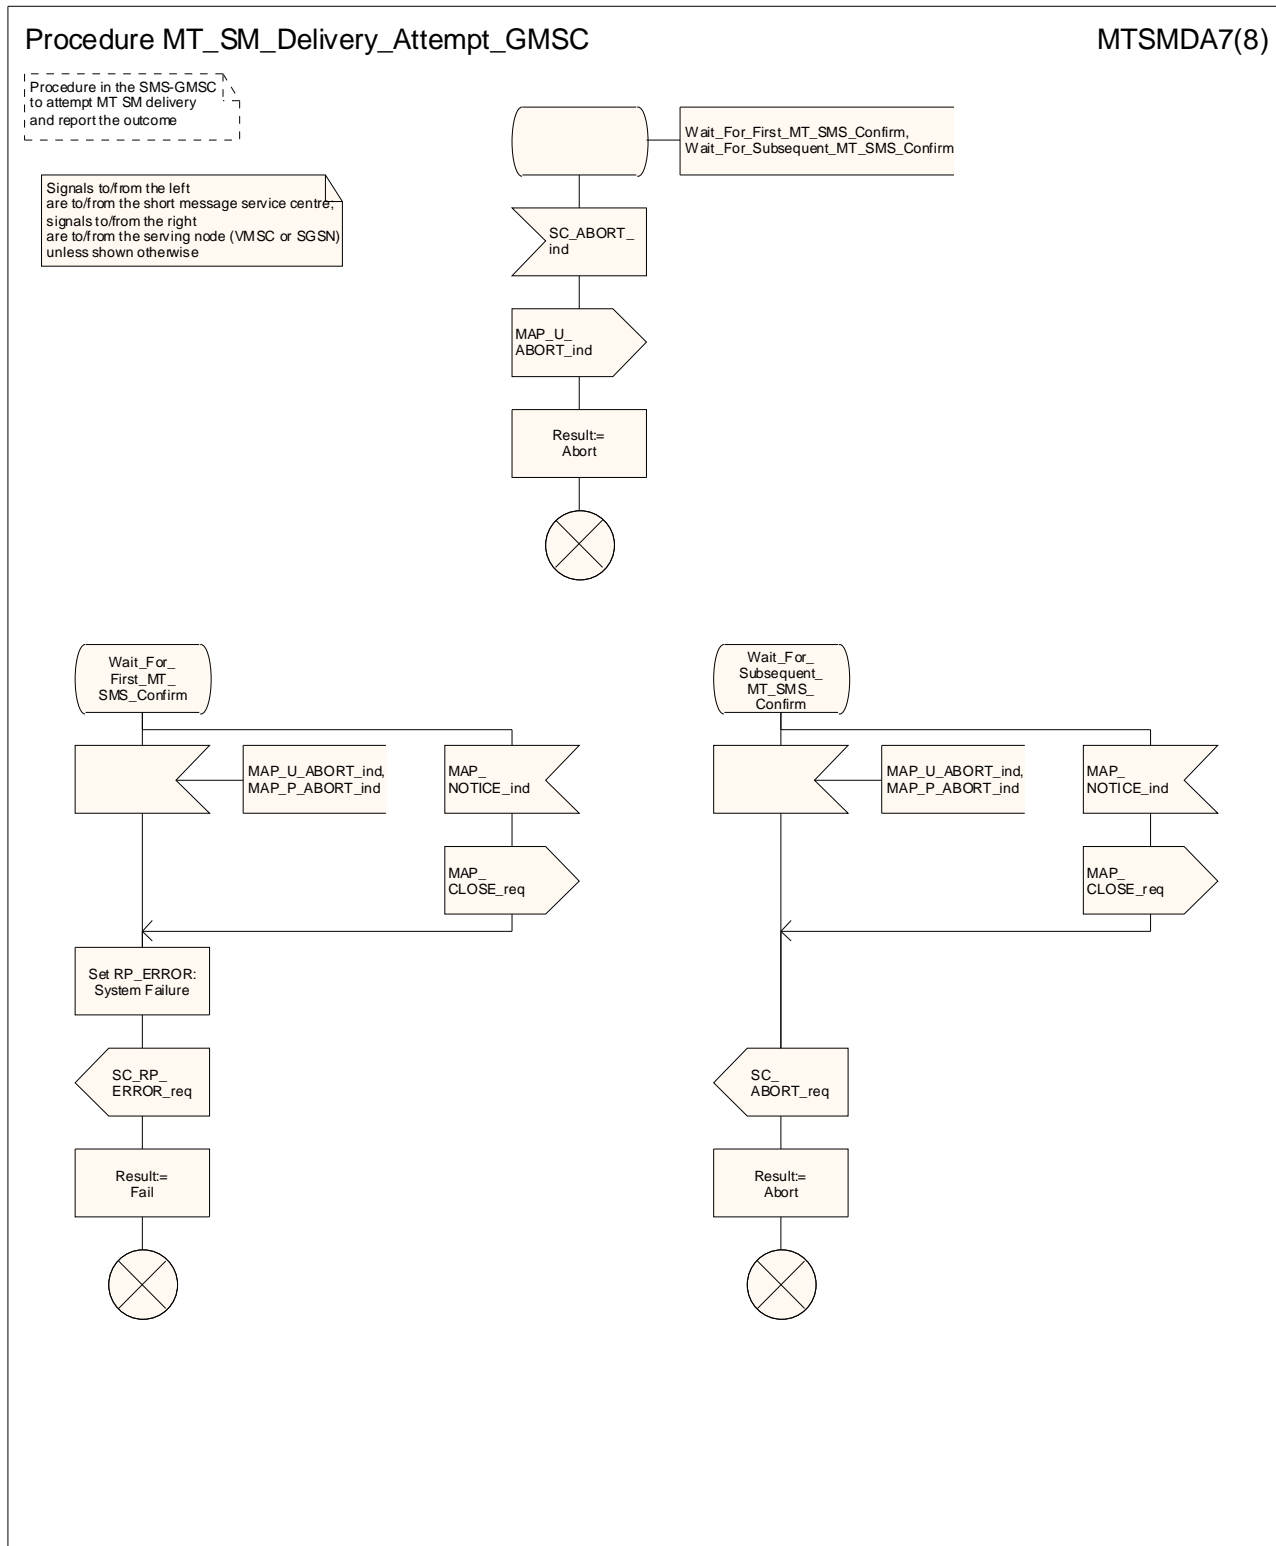 Procedure MT_SM_Delivery_Attempt_GMSC
MTSMDA7(8)
Procedure in the SMS-GMSC
to attempt MT SM delivery
and report the outcome
Signals to/from the left
are to/from the short message service centre;
signals to/from the right
are to/from the serving node (VMSC or SGSN)
unless shown otherwise
Wait_For_First_MT_SMS_Confirm,
Wait_For_Subsequent_MT_SMS_Confirm
SC_ABORT_
ind
MAP_U_
ABORT_ind
Result:=
Abort
Wait_For_
First_MT_
SMS_Confirm
MAP_U_ABORT_ind,
MAP_P_ABORT_ind
MAP_
NOTICE_ind
MAP_
CLOSE_req
Set RP_ERROR:
System Failure
SC_RP_
ERROR_req
Result:=
Fail
Wait_For_
Subsequent_
MT_SMS_
Confirm
MAP_U_ABORT_ind,
MAP_P_ABORT_ind
MAP_
NOTICE_ind
MAP_
CLOSE_req
SC_
ABORT_req
Result:=
Abort